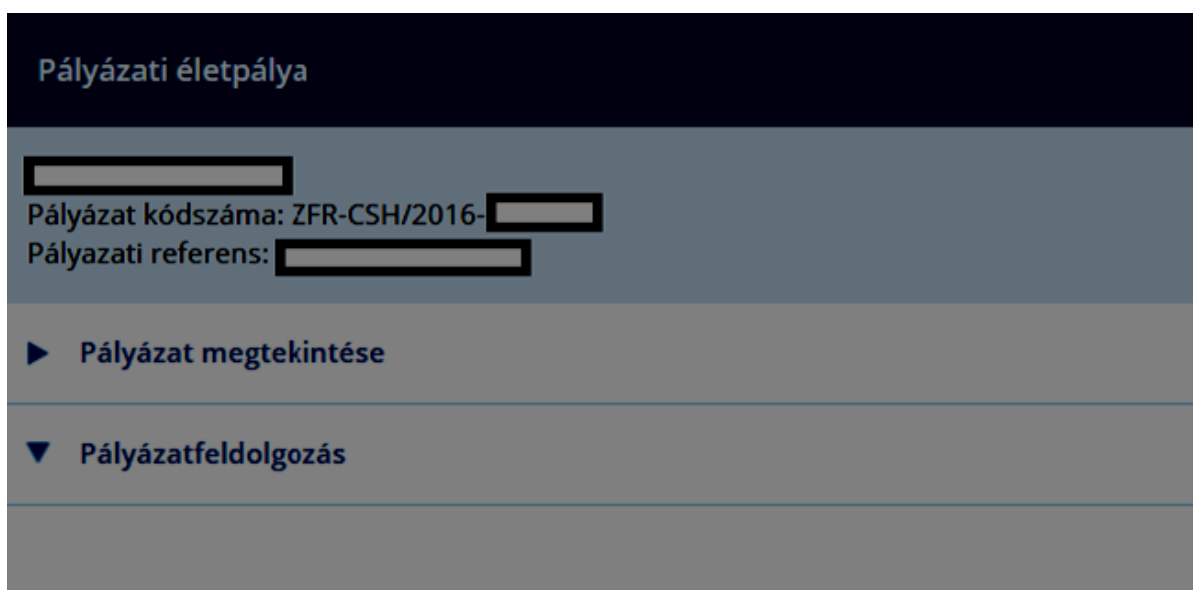 Pályázati életpálya
Pályázat kódszáma: ZFR-CSH/2016-
Pályazati referens:
Pályázat megtekintése
Pályázatfeldolgozás